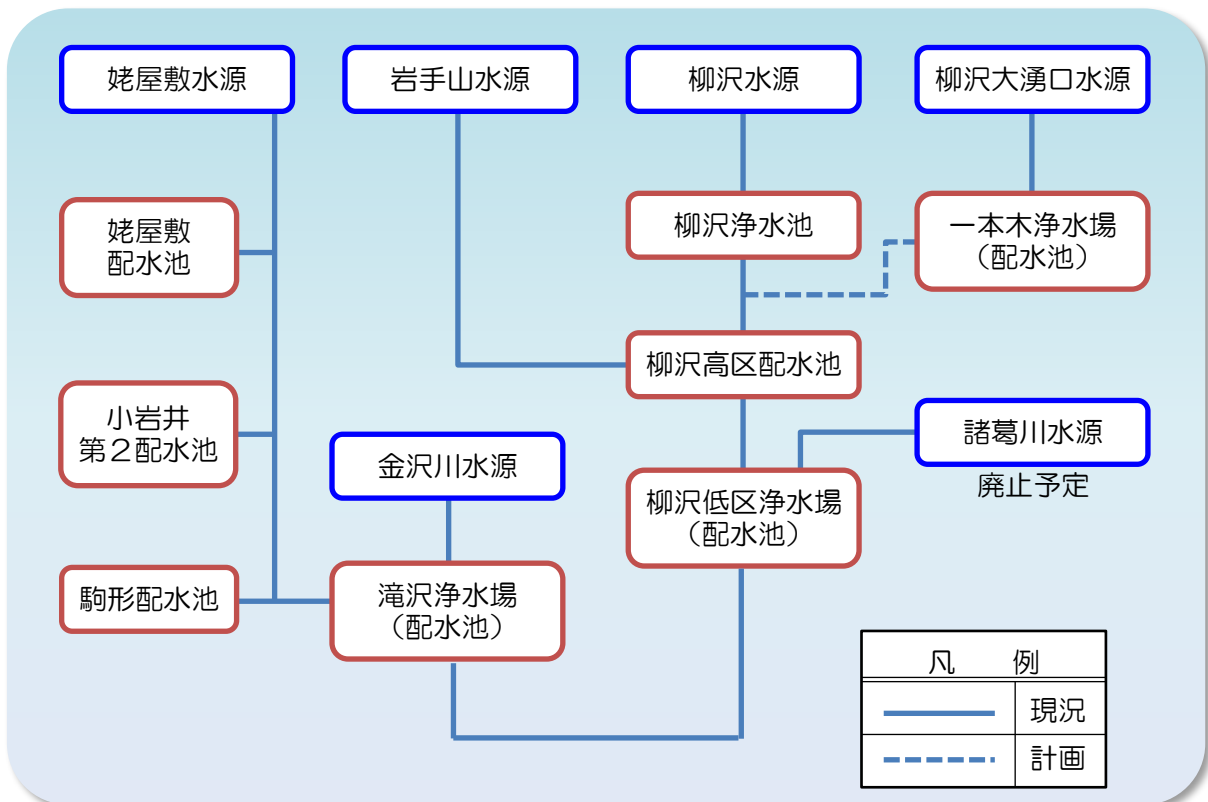 姥屋敷水源
岩手山水源
柳沢水源
柳沢大湧口水源
姥屋敷
配水池
柳沢浄水池
一本木浄水場
（配水池）
柳沢高区配水池
小岩井
第２配水池
金沢川水源
諸葛川水源
廃止予定
柳沢低区浄水場
（配水池）
駒形配水池
滝沢浄水場
（配水池）
凡　例
現況
計画